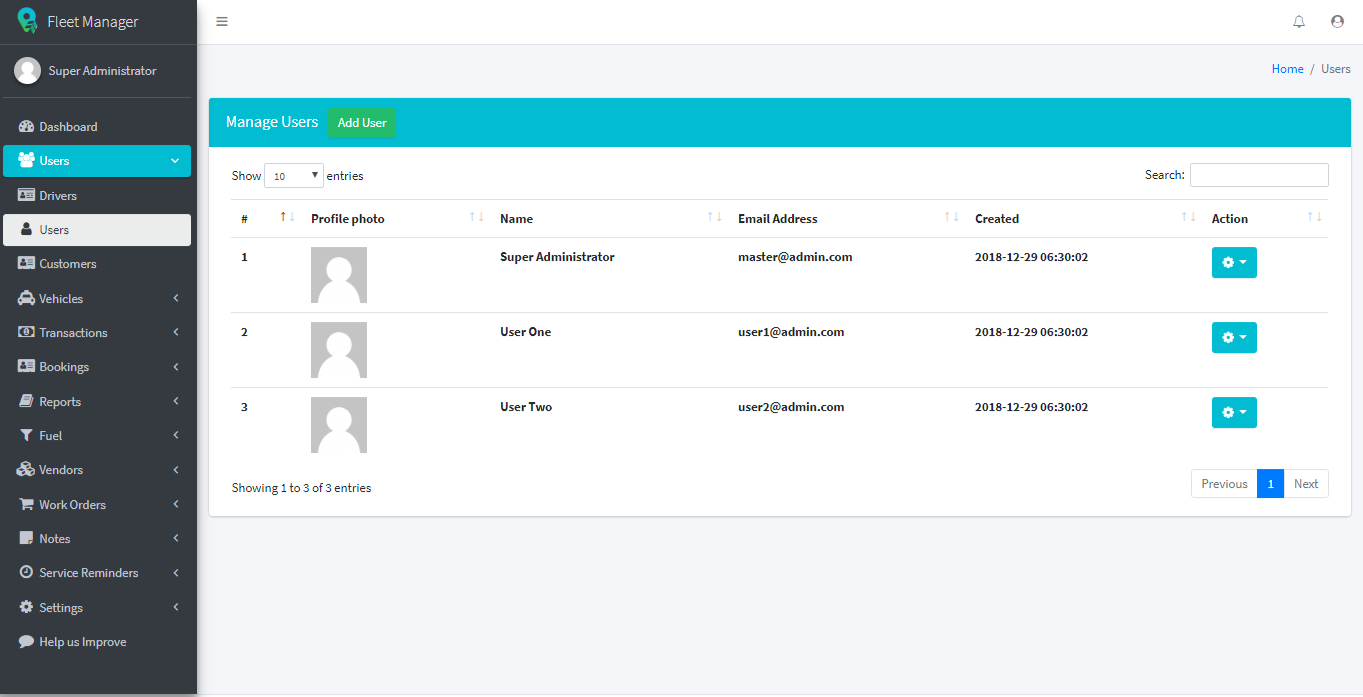 Fleet Manager
Super Administrator
Dashboard
Users
Drivers
Users
Customers
Vehicles
Transactions
Bookings
Reports
Fuel
Vendors
Work Orders
Notes
Service Reminders
Settings
Help us Improve
Home / Users
Manage Users Add User
Show 10 entries Search:
# Profile photo Name Email Address Created Action
1 Super Administrator master@admin.com 2018-12-29 06:30:02
2 User One user1@admin.com 2018-12-29 06:30:02
3 User Two user2@admin.com 2018-12-29 06:30:02
Showing 1 to 3 of 3 entries Previous 1 Next